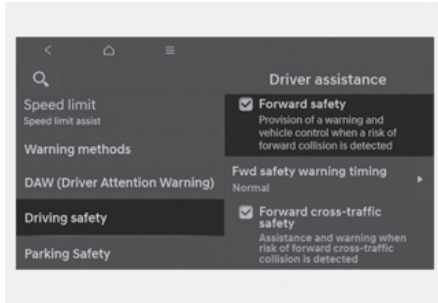 Driver assistance
Speed limit
Speed limit assist
Warning methods
DAW (Driver Attention Warning)
Driving safety
Parking Safety
Forward safety
Provision of a warning and
vehicle control when a risk of
forward collision is detected
Fwd safety warning timing
Normal
Forward cross-traffic
safety
Assistance and warning when
risk of forward cross-traffic
collision is detected